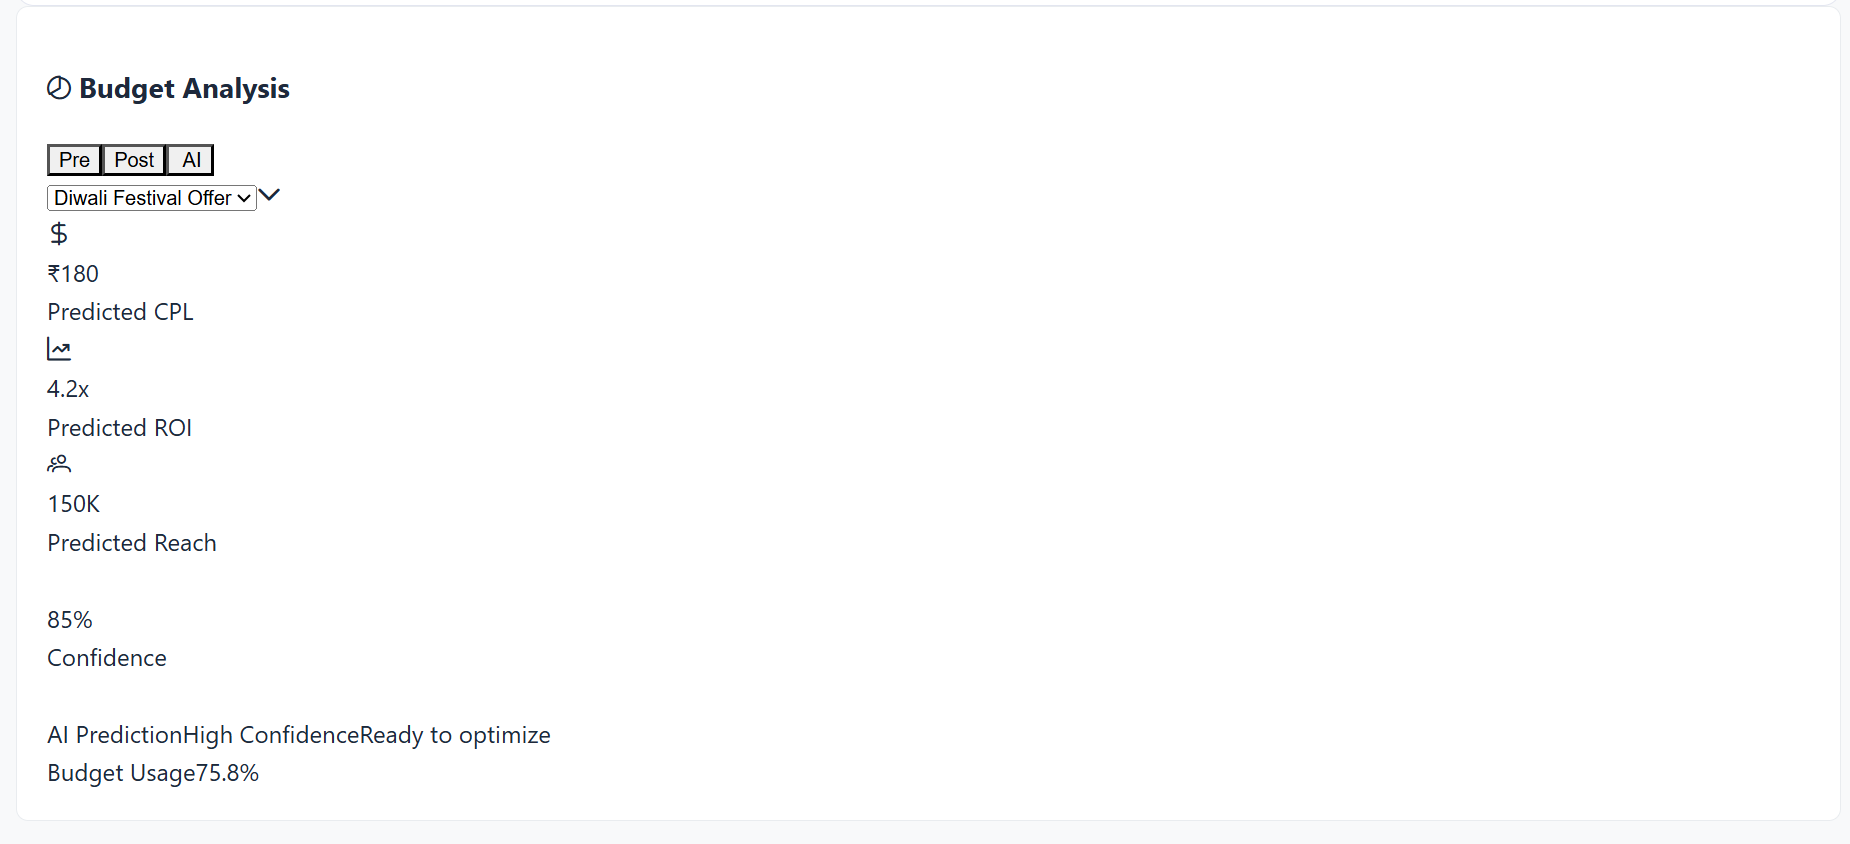 Budget Analysis
Pre Post AI
Diwali Festival Offer
₹180
Predicted CPL
4.2x
Predicted ROI
150K
Predicted Reach
85%
Confidence
AI PredictionHigh ConfidenceReady to optimize
Budget Usage75.8%